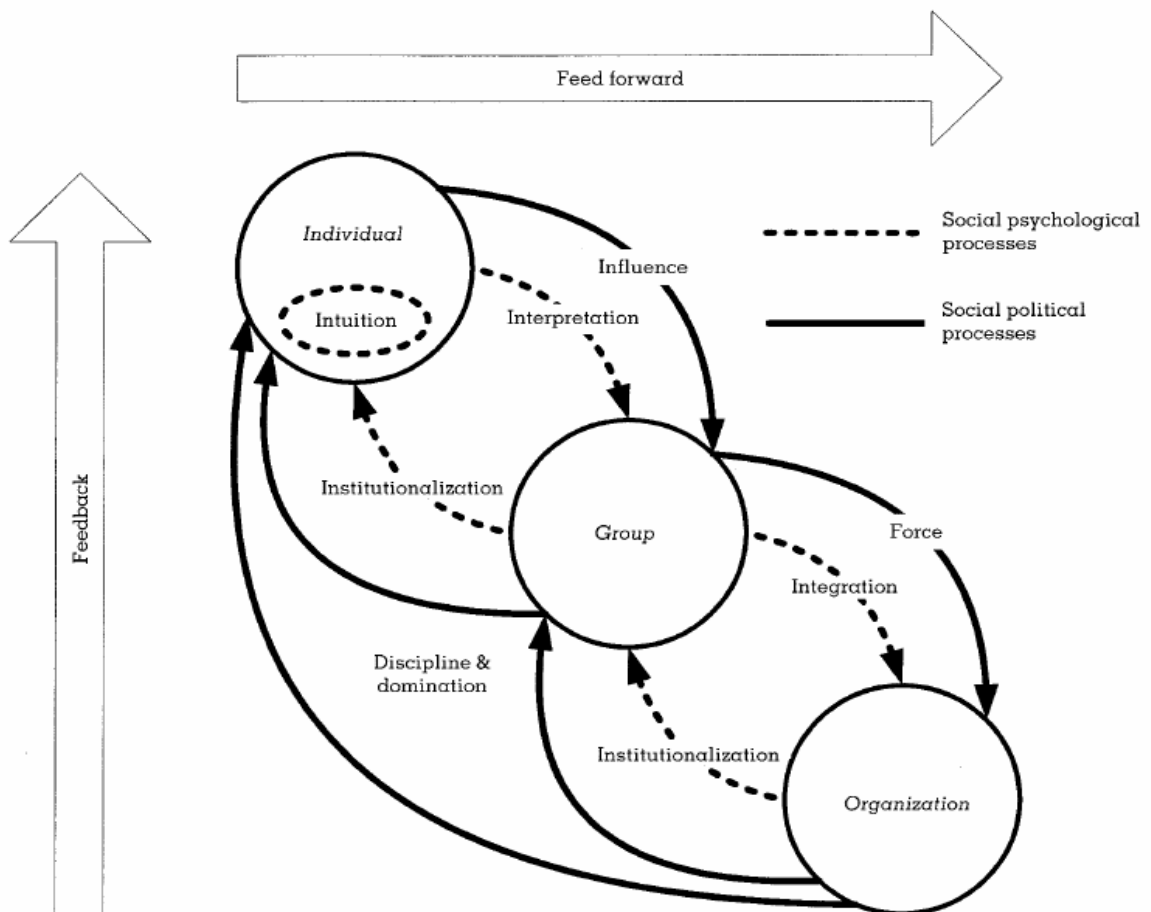 Feed forward
Individual
Intuition
Influence
Interpretation
Social psychological
processes
Social political
processes
Feedback
Institutionalization
Group
Force
Integration
Discipline &
domination
Institutionalization
Organization